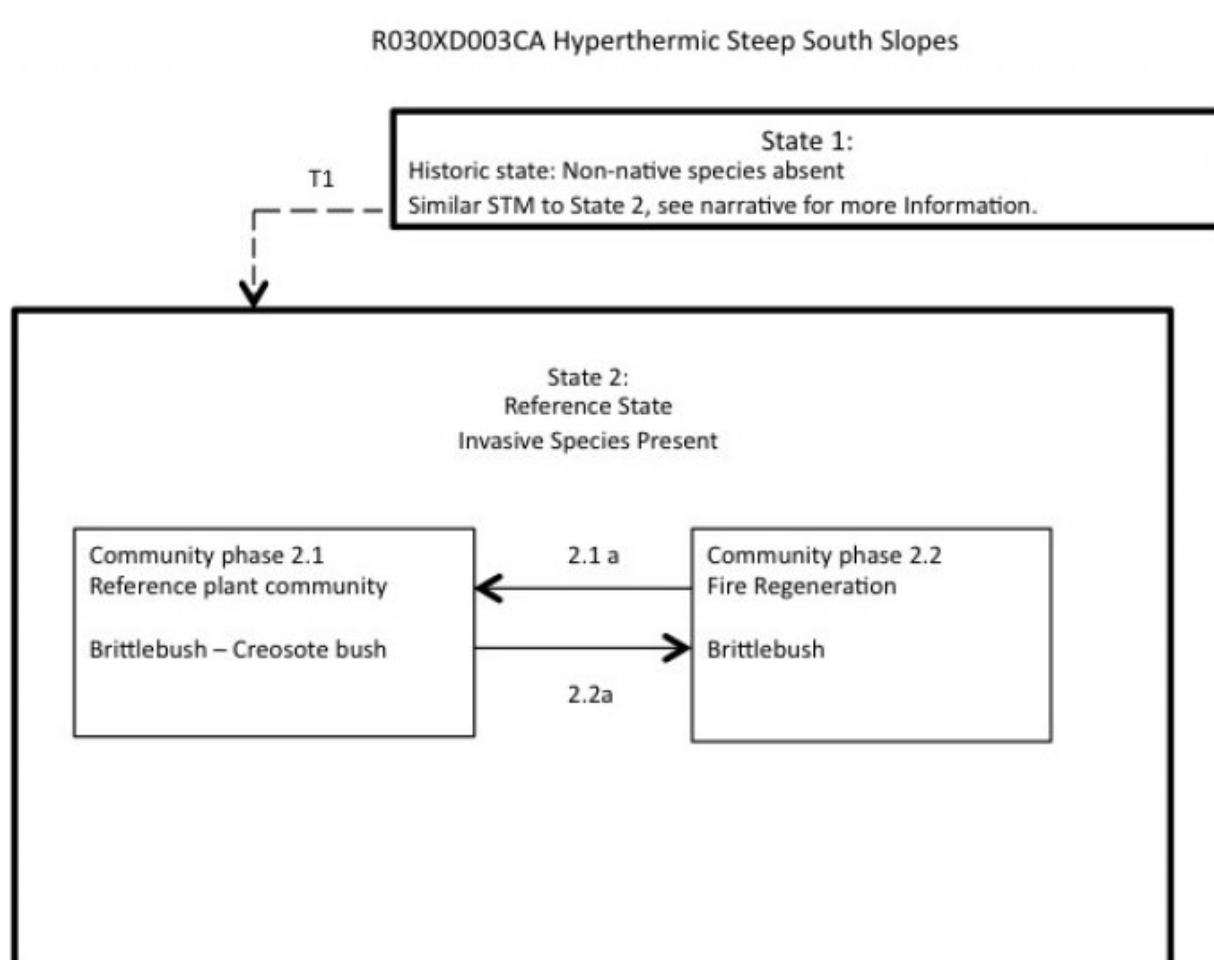 R030XD003CA Hyperthermic Steep South Slopes
State 1:
Historic state: Non-native species absent
Similar STM to State 2, see narrative for more Information.
T1
State 2:
Reference State
Invasive Species Present
Community phase 2.1
Reference plant community
Brittlebush – Creosote bush
2.1 a
2.2a
Community phase 2.2
Fire Regeneration
Brittlebush